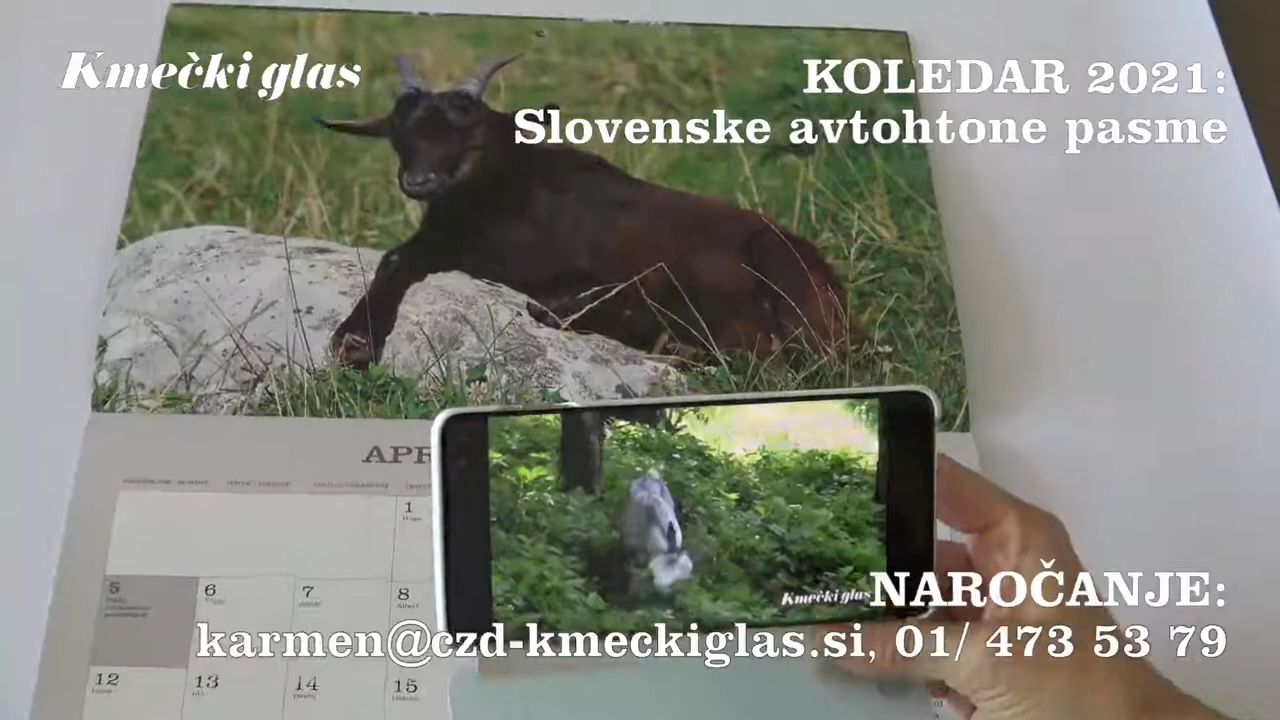 Kmečki glas
KOLEDAR 2021:
Slovenske avtohtone pasme
APR
1
5
6
7
8
Albert
12
13
14
15
Kmečki glas
NAROČANJE:
karmen@czd-kmeckiglas.si, 01/ 473 53 79